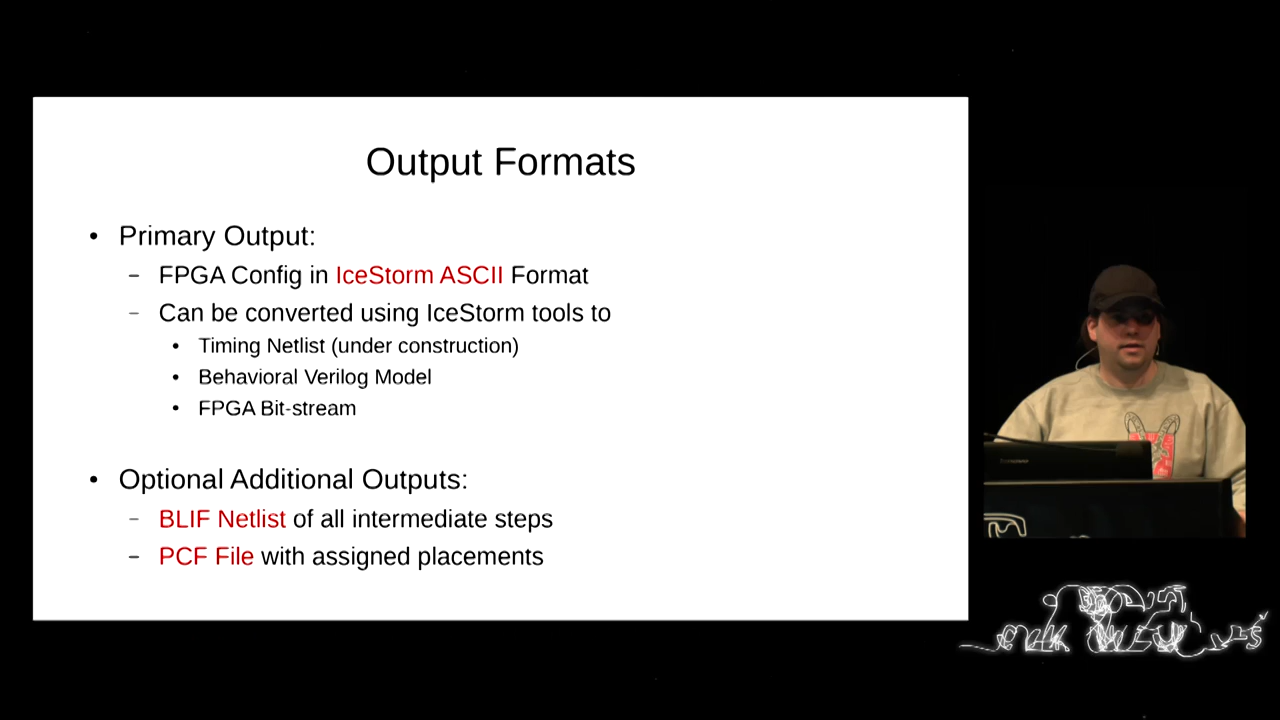 Output Formats
• Primary Output:
– FPGA Config in IceStorm ASCII Format
– Can be converted using IceStorm tools to
• Timing Netlist (under construction)
• Behavioral Verilog Model
• FPGA Bit-stream
• Optional Additional Outputs:
– BLIF Netlist of all intermediate steps
– PCF File with assigned placements